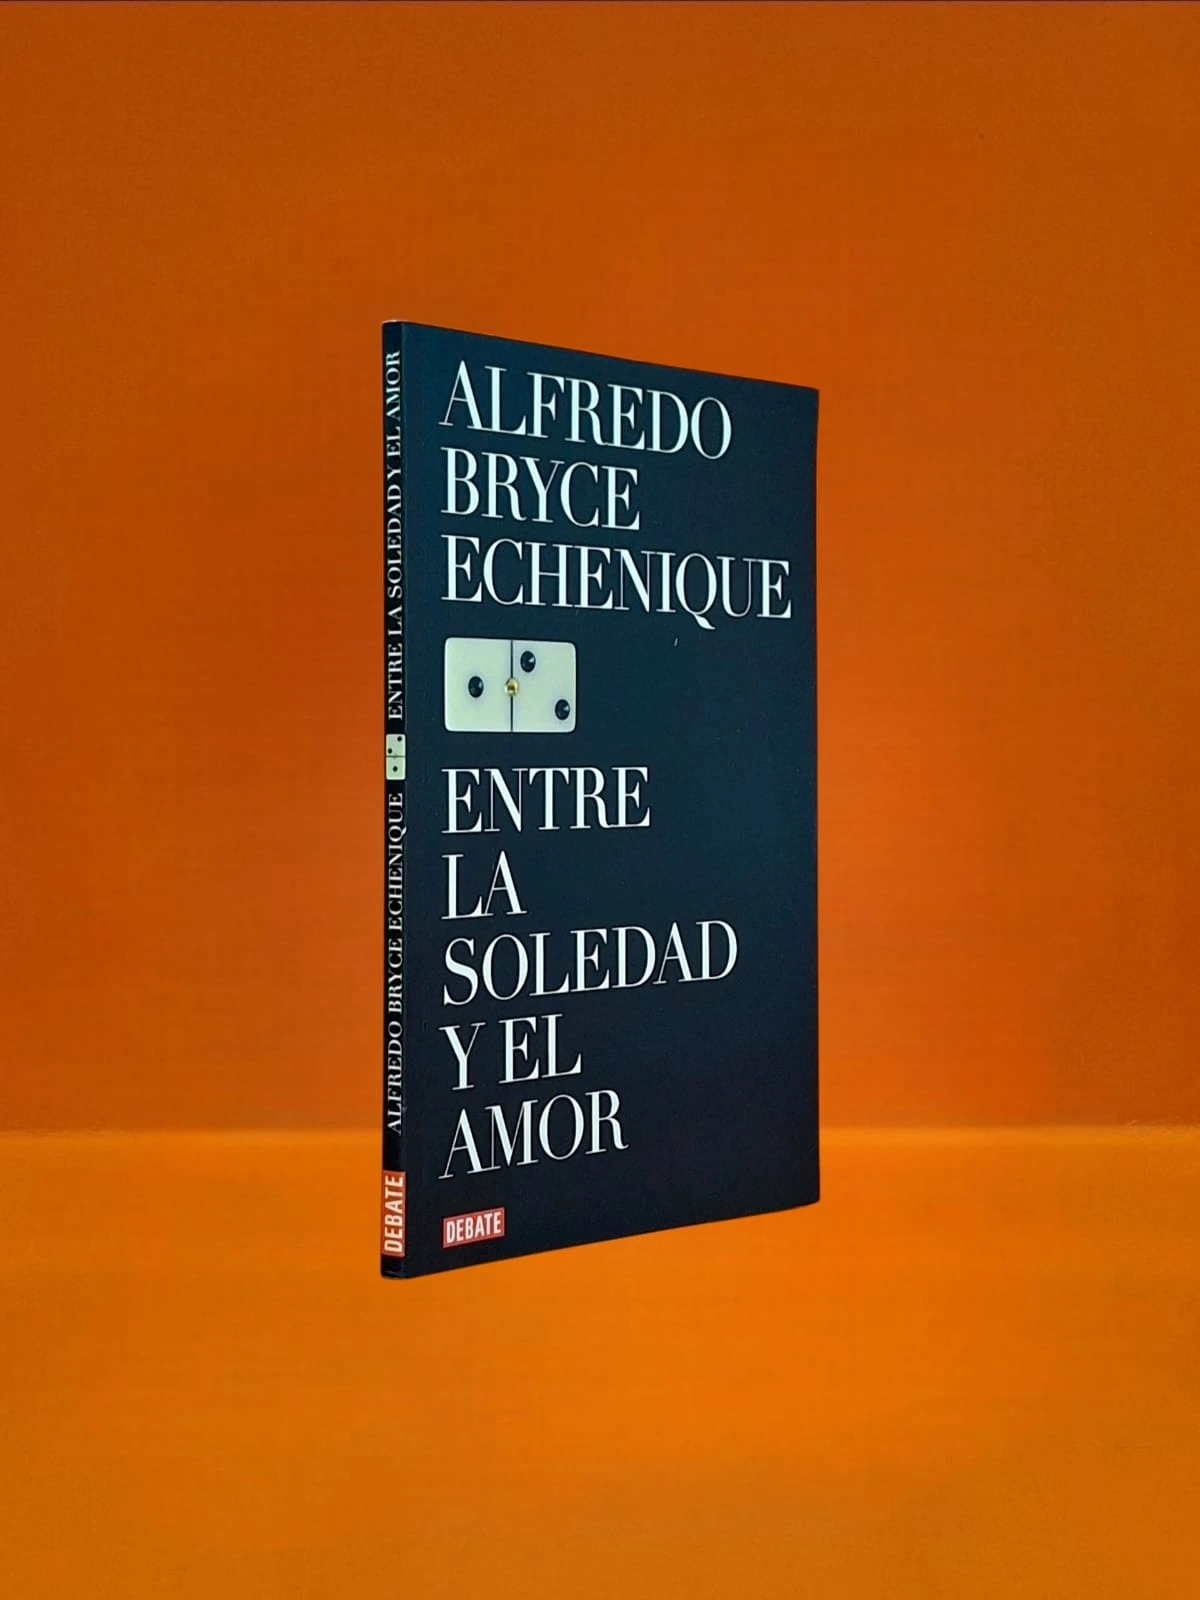 ALFREDO BRYCE ECHENIQUE ENTRE LA SOLEDAD Y EL AMOR
DEBATE
ALFREDO
BRYCE
ECHENIQUE
ENTRE
LA
SOLEDAD
Y EL
AMOR
DEBATE